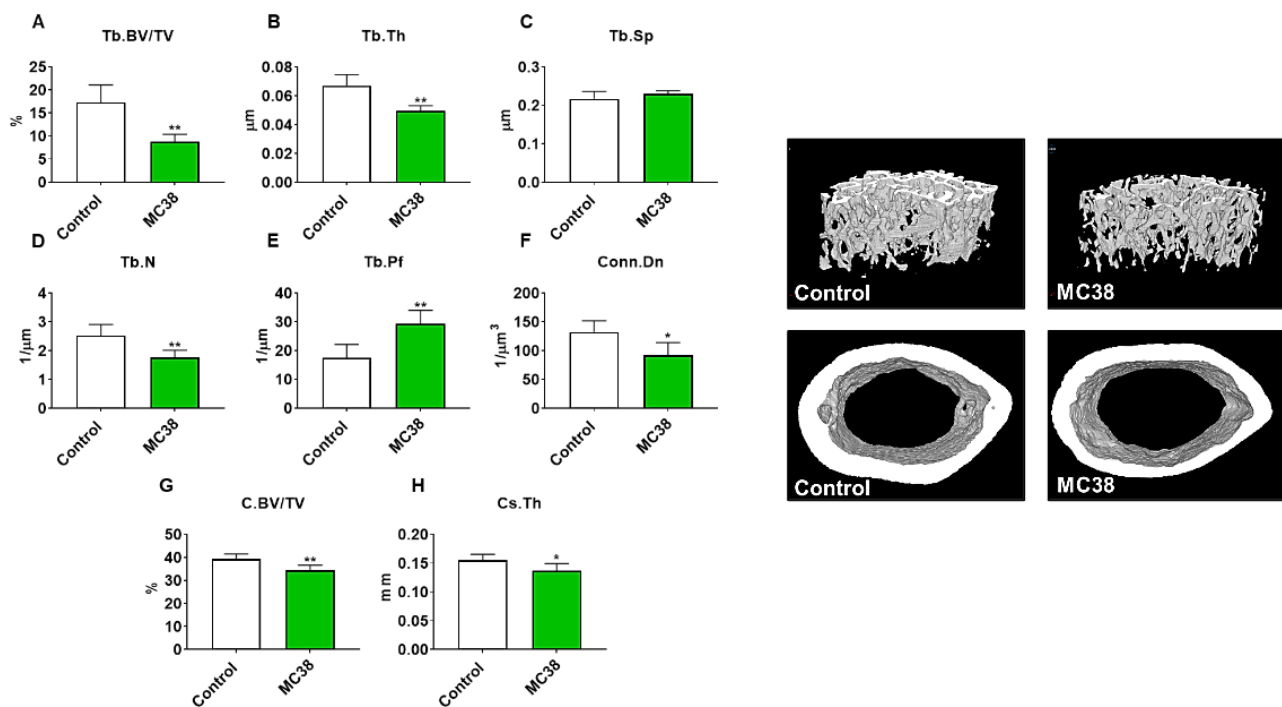 A
Tb.BV/TV
25
20
15
10
5
0
%
**
Control
MC38
B
Tb.Th
0.08
0.06
0.04
0.02
0.00
μm
**
Control
MC38
C
Tb.Sp
0.3
0.2
0.1
0.0
μm
Control
MC38
D
Tb.N
4
3
2
1
0
1/μm
**
Control
MC38
E
Tb.Pf
40
30
20
10
0
1/μm
**
Control
MC38
F
Conn.Dn
150
100
50
0
1/μm³
*
Control
MC38
G
C.BV/TV
50
40
30
20
10
0
%
**
Control
MC38
H
Cs.Th
0.20
0.15
0.10
0.05
0.00
mm
*
Control
MC38
Control
MC38
Control
MC38